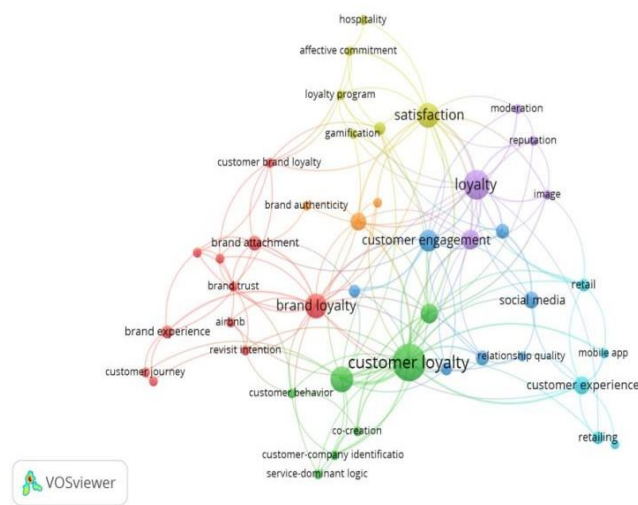 hospitality
affective commitment
loyalty program
satisfaction
moderation
gamification
reputation
customer brand loyalty
loyalty
image
brand authenticity
brand attachment
customer engagement
brand trust
retail
brand loyalty
social media
airbnb
brand experience
revisit intention
relationship quality
mobile app
customer loyalty
customer journey
customer experience
customer behavior
co-creation
retailing
customer-company identificatio
service-dominant logic
VOSviewer